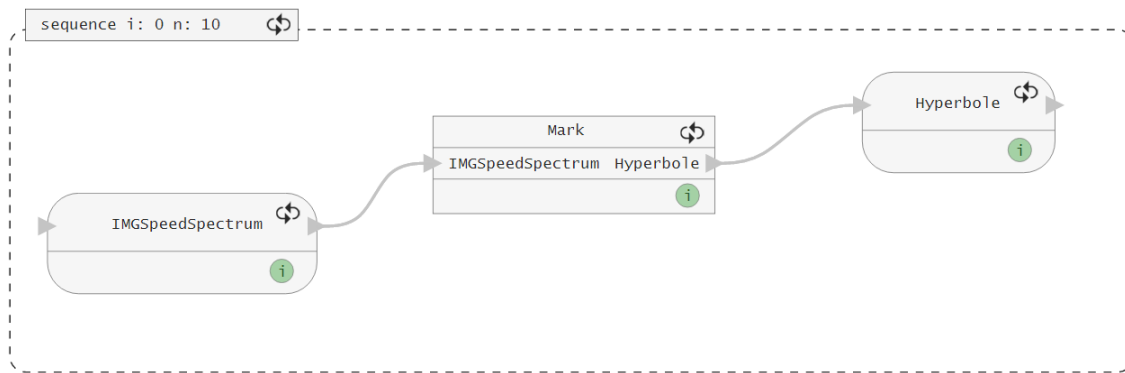 sequence i: 0 n: 10
Hyperbole
i
Mark
IMGSpeedSpectrum Hyperbole
i
IMGSpeedSpectrum
i